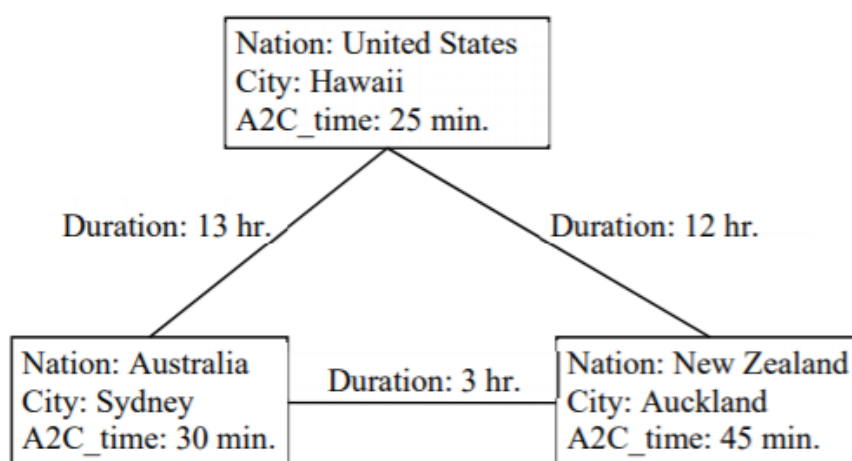 Nation: United States
City: Hawaii
A2C_time: 25 min.
Duration: 13 hr.
Duration: 12 hr.
Nation: Australia
City: Sydney
A2C_time: 30 min.
Duration: 3 hr.
Nation: New Zealand
City: Auckland
A2C_time: 45 min.